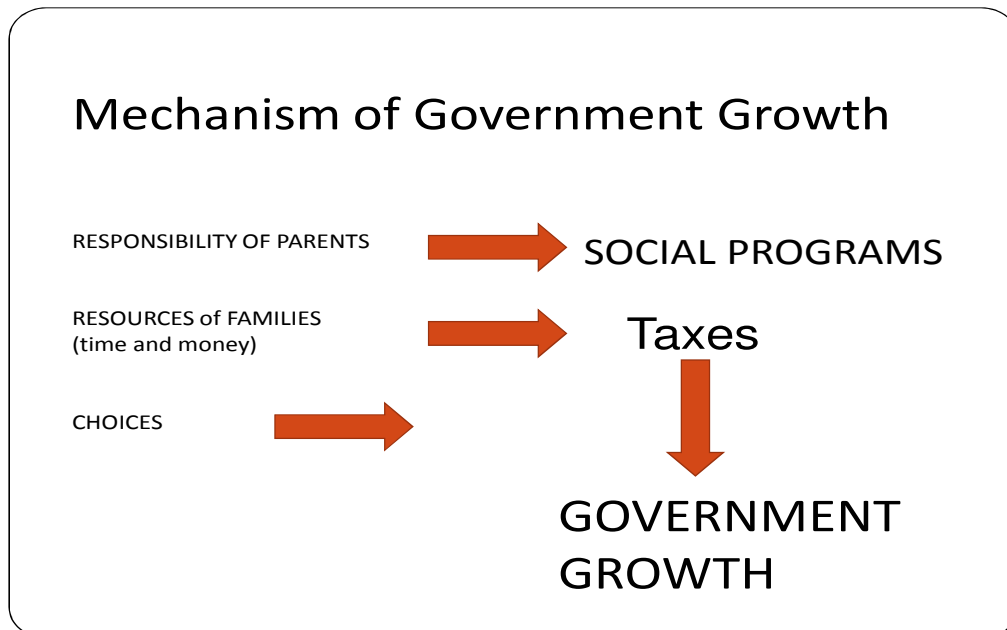 Mechanism of Government Growth
RESPONSIBILITY OF PARENTS
SOCIAL PROGRAMS
RESOURCES of FAMILIES
(time and money)
Taxes
CHOICES
GOVERNMENT
GROWTH